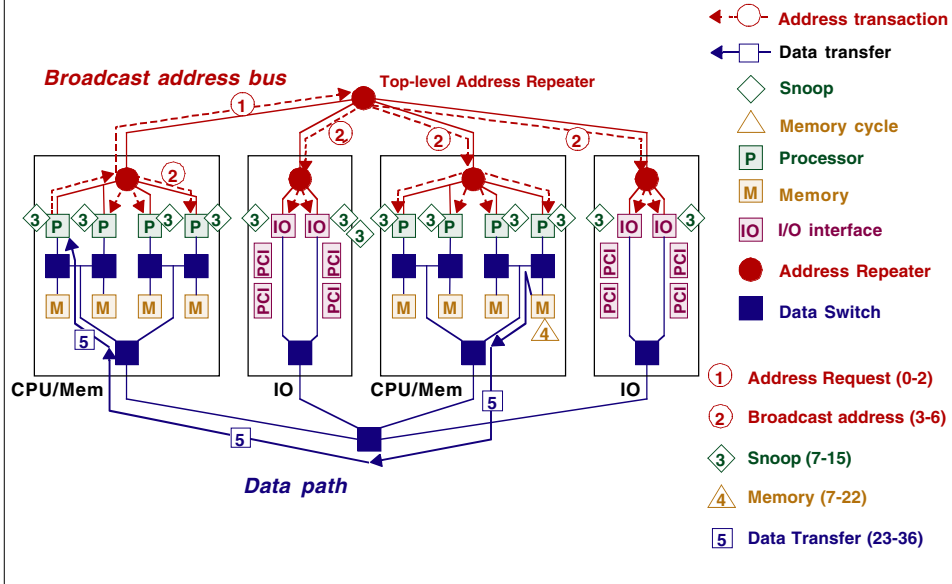 Broadcast address bus
Top-level Address Repeater
1
2
2
2
2
3
P
3
P
3
P
3
P
3
3
IO
IO
3
3
3
P
3
P
3
P
3
P
3
3
IO
IO
3
PCI
PCI
PCI
PCI
PCI
PCI
PCI
PCI
M
M
M
M
M
M
M
M
4
5
CPU/Mem
IO
CPU/Mem
IO
5
5
Data path
Address transaction
Data transfer
Snoop
Memory cycle
P Processor
M Memory
IO I/O interface
Address Repeater
Data Switch
1 Address Request (0-2)
2 Broadcast address (3-6)
3 Snoop (7-15)
4 Memory (7-22)
5 Data Transfer (23-36)